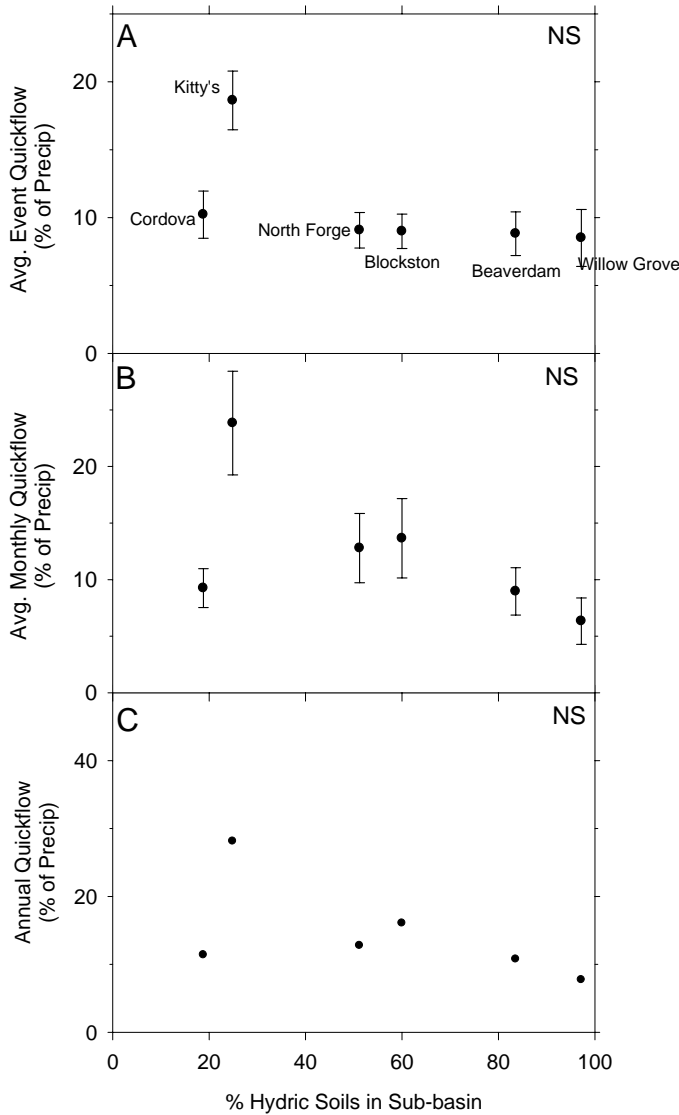 A
NS
Avg. Event Quickflow
(% of Precip)
20
10
0
Kitty's
Cordova
North Forge
Blockston
Beaverdam
Willow Grove
B
NS
Avg. Monthly Quickflow
(% of Precip)
20
10
0
C
NS
Annual Quickflow
(% of Precip)
40
20
0
0 20 40 60 80 100
% Hydric Soils in Sub-basin